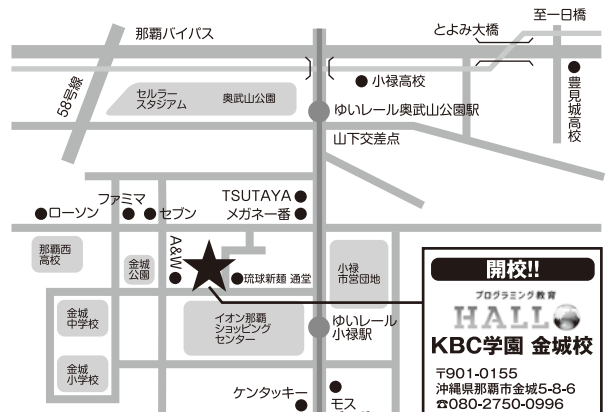 至一日橋
那覇バイパス
とよみ大橋
58号線
セルラー
スタジアム
奥武山公園
小禄高校
豊見城高校
ゆいレール奥武山公園駅
山下交差点
TSUTAYA
ファミマ
ローソン
セブン
メガネ一番
那覇西
高校
金城
公園
A&W
琉球新麺 通堂
小禄
市営団地
金城
中学校
イオン那覇
ショッピング
センター
ゆいレール
小禄駅
金城
小学校
ケンタッキー
モス
開校!!
プログラミング教育
HALLO
KBC学園 金城校
〒901-0155
沖縄県那覇市金城5-8-6
☎080-2750-0996